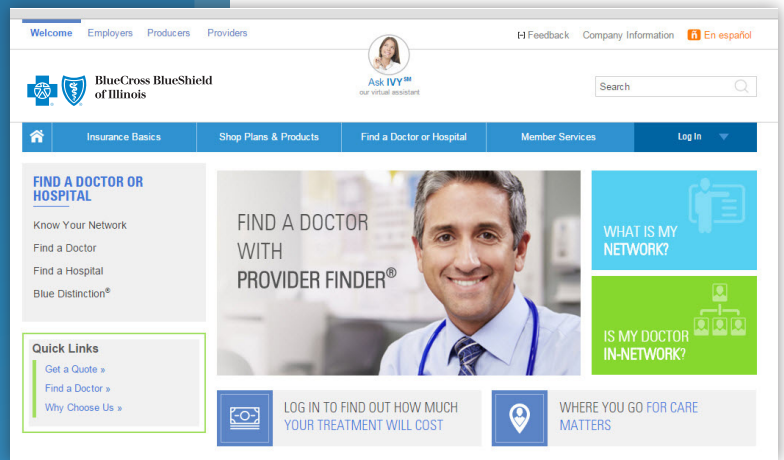 Welcome Employers Producers Providers
[-] Feedback Company Information ñ En español
BlueCross BlueShield
of Illinois
Ask IVY℠
our virtual assistant
Search
Insurance Basics Shop Plans & Products Find a Doctor or Hospital Member Services Log In
FIND A DOCTOR OR
HOSPITAL
Know Your Network
Find a Doctor
Find a Hospital
Blue Distinction®
Quick Links
Get a Quote »
Find a Doctor »
Why Choose Us »
FIND A DOCTOR
WITH
PROVIDER FINDER®
WHAT IS MY
NETWORK?
IS MY DOCTOR
IN-NETWORK?
LOG IN TO FIND OUT HOW MUCH
YOUR TREATMENT WILL COST
WHERE YOU GO FOR CARE
MATTERS